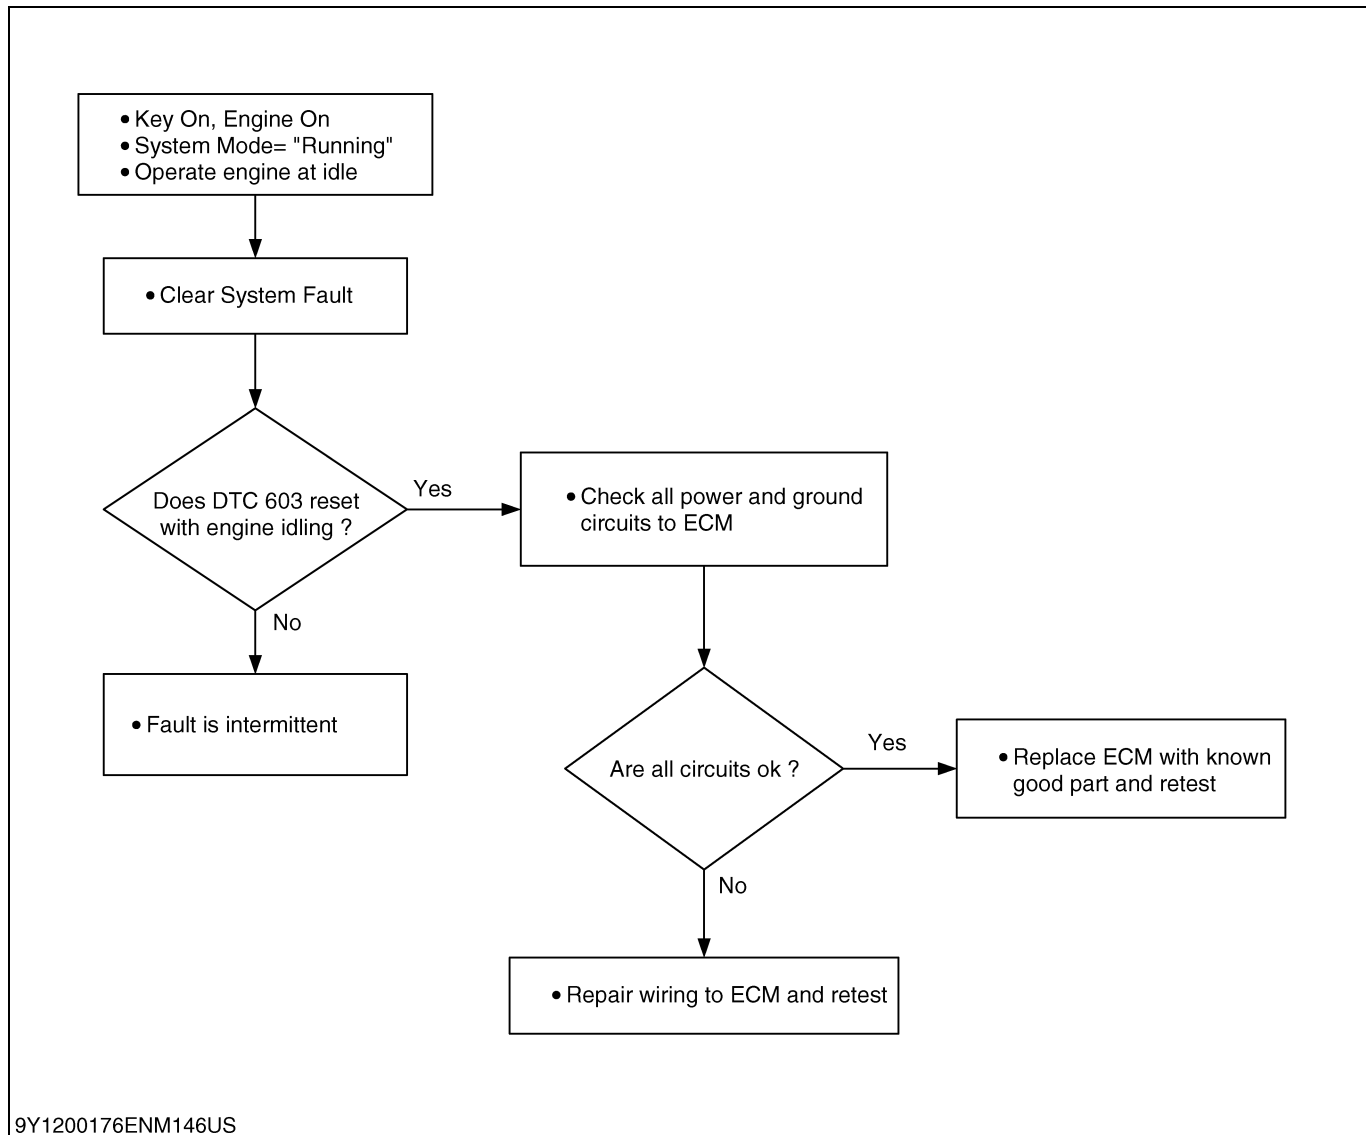 • Key On, Engine On
• System Mode= "Running"
• Operate engine at idle
• Clear System Fault
Does DTC 603 reset
with engine idling ?
Yes
• Check all power and ground
circuits to ECM
No
• Fault is intermittent
Are all circuits ok ?
Yes
• Replace ECM with known
good part and retest
No
• Repair wiring to ECM and retest
9Y1200176ENM146US